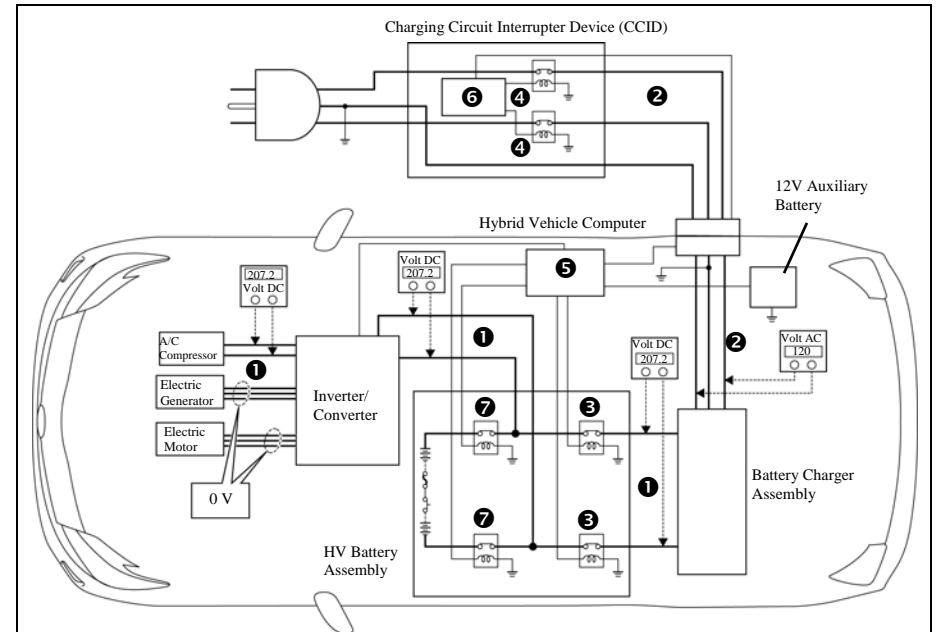 Charging Circuit Interrupter Device (CCID)
❻
❹
❹
❷
12V Auxiliary
Battery
Hybrid Vehicle Computer
❺
207.2
Volt DC
Volt DC
207.2
A/C
Compressor
❶
❶
Electric
Generator
Inverter/
Converter
Electric
Motor
0 V
Volt DC
207.2
❷
Volt AC
120
❼
❸
❶
Battery Charger
Assembly
❼
❸
HV Battery
Assembly